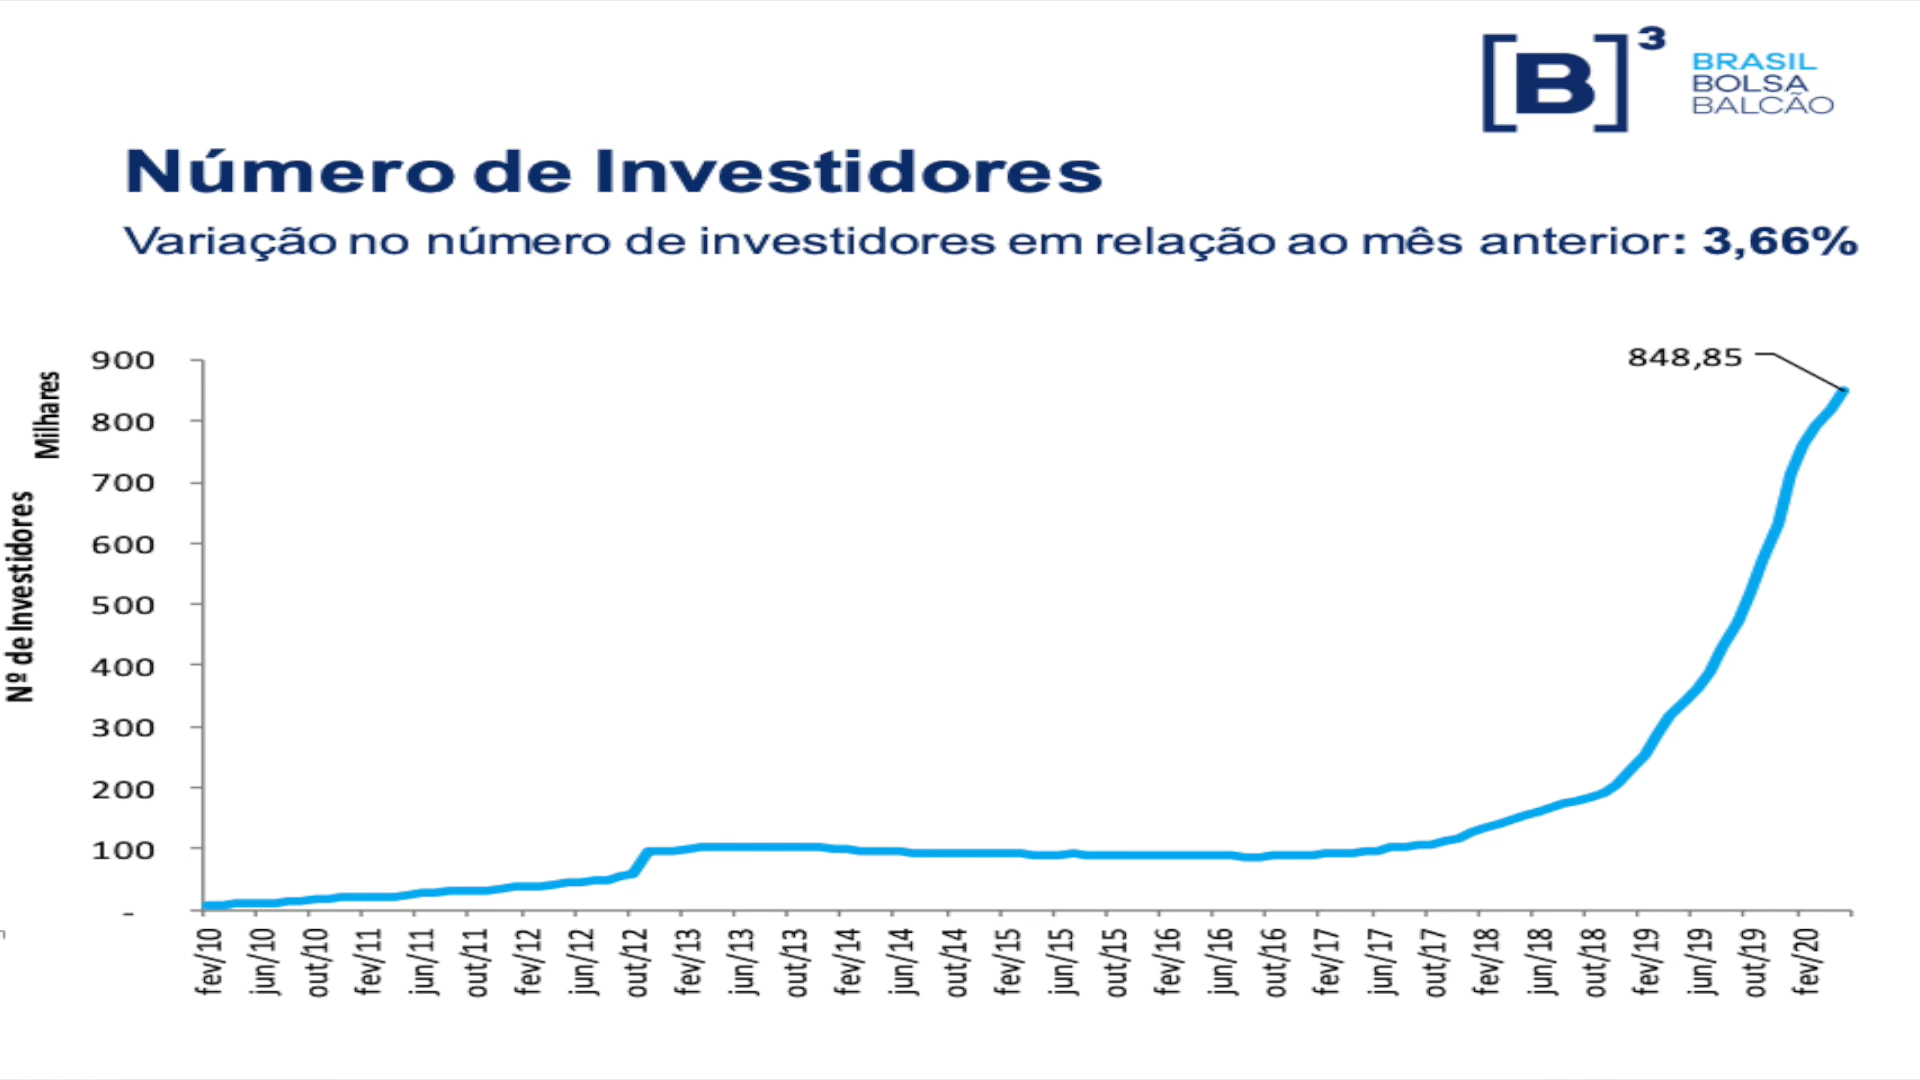 [B]³
BRASIL
BOLSA
BALCÃO
Número de Investidores
Variação no número de investidores em relação ao mês anterior: 3,66%
Nº de Investidores
Milhares
900
800
700
600
500
400
300
200
100
-
848,85
fev/10
jun/10
out/10
fev/11
jun/11
out/11
fev/12
jun/12
out/12
fev/13
jun/13
out/13
fev/14
jun/14
out/14
fev/15
jun/15
out/15
fev/16
jun/16
out/16
fev/17
jun/17
out/17
fev/18
jun/18
out/18
fev/19
jun/19
out/19
fev/20